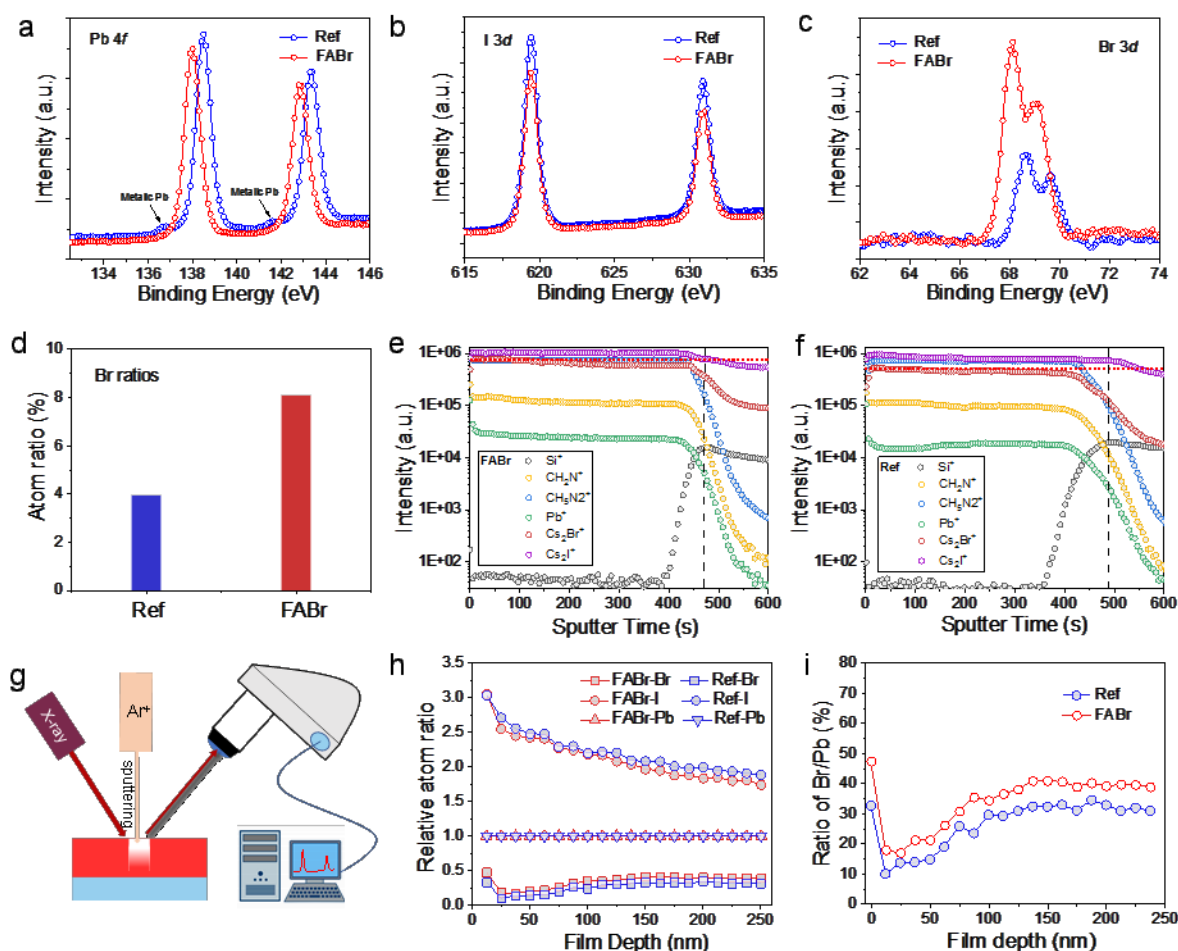 a
Pb 4f
Ref
FABr
Metalic Pb
Metalic Pb
Intensity (a.u.)
134 136 138 140 142 144 146
Binding Energy (eV)
b
I 3d
Ref
FABr
Intensity (a.u.)
615 620 625 630 635
Binding Energy (eV)
c
Ref
FABr
Br 3d
Intensity (a.u.)
62 64 66 68 70 72 74
Binding Energy (eV)
d
Br ratios
Atom ratio (%)
10
8
6
4
2
0
Ref FABr
e
Intensity (a.u.)
1E+06
1E+05
1E+04
1E+03
1E+02
FABr
Si⁺
CH₂N⁺
CH₅N2⁺
Pb⁺
Cs₂Br⁺
Cs₂I⁺
0 100 200 300 400 500 600
Sputter Time (s)
f
Intensity (a.u.)
1E+06
1E+05
1E+04
1E+03
1E+02
Ref
Si⁺
CH₂N⁺
CH₅N2⁺
Pb⁺
Cs₂Br⁺
Cs₂I⁺
0 100 200 300 400 500 600
Sputter Time (s)
g
X-ray
Ar⁺
sputtering
h
Relative atom ratio
3.5
3.0
2.5
2.0
1.5
1.0
0.5
0.0
FABr-Br Ref-Br
FABr-I Ref-I
FABr-Pb Ref-Pb
0 50 100 150 200 250
Film Depth (nm)
i
Ratio of Br/Pb (%)
80
70
60
50
40
30
20
10
0
Ref
FABr
0 50 100 150 200 250
Film depth (nm)